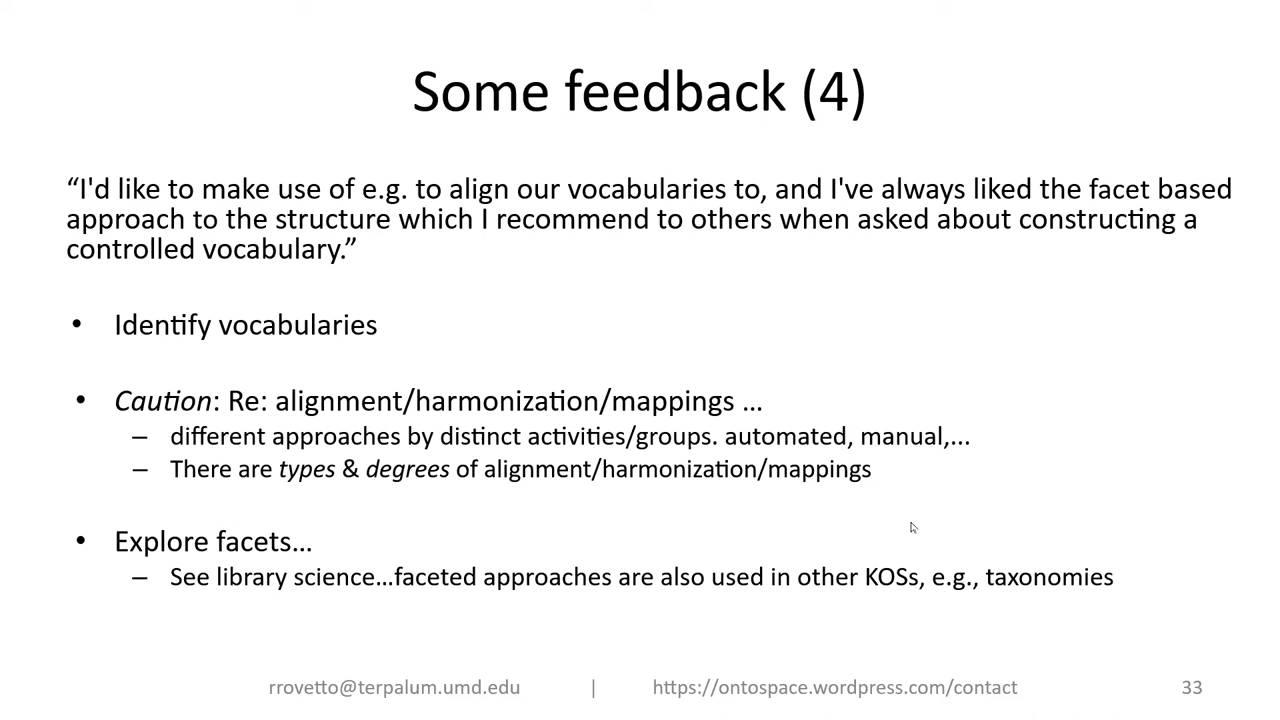 Some feedback (4)
“I'd like to make use of e.g. to align our vocabularies to, and I've always liked the facet based
approach to the structure which I recommend to others when asked about constructing a
controlled vocabulary.”
• Identify vocabularies
• Caution: Re: alignment/harmonization/mappings …
– different approaches by distinct activities/groups. automated, manual,...
– There are types & degrees of alignment/harmonization/mappings
• Explore facets…
– See library science…faceted approaches are also used in other KOSs, e.g., taxonomies
rrovetto@terpalum.umd.edu | https://ontospace.wordpress.com/contact 33